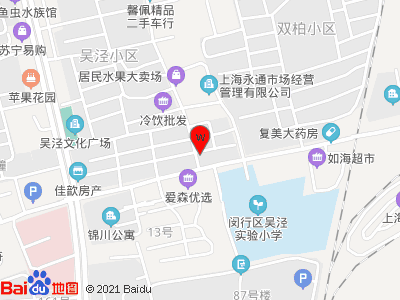 馨佩精品
二手车行
鱼虫水族馆
双柏小区
苏宁易购
吴泾小区
居民水果大卖场
上海永通市场经营
管理有限公司
苹果花园
冷饮批发
W
复美大药房
吴泾文化广场
如海超市
佳歆房产
爱森优选
P
P
闵行区吴泾
实验小学
锦川公寓
13号
上海
Bai du 地图
© 2021 Baidu
87号楼
P